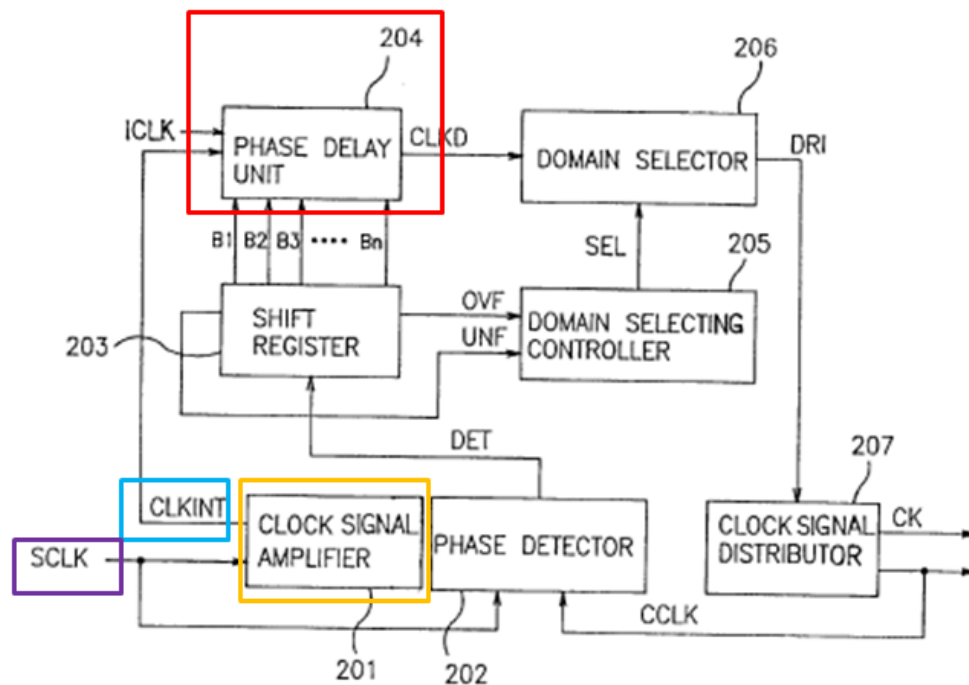 204
206
ICLK
PHASE DELAY
UNIT
CLKD
DOMAIN SELECTOR
DRI
B1 B2 B3 •••• Bn
SEL
205
203
SHIFT
REGISTER
OVF
UNF
DOMAIN SELECTING
CONTROLLER
DET
207
CLKINT
SCLK
CLOCK SIGNAL
AMPLIFIER
PHASE DETECTOR
CLOCK SIGNAL
DISTRIBUTOR
CK
CCLK
201
202